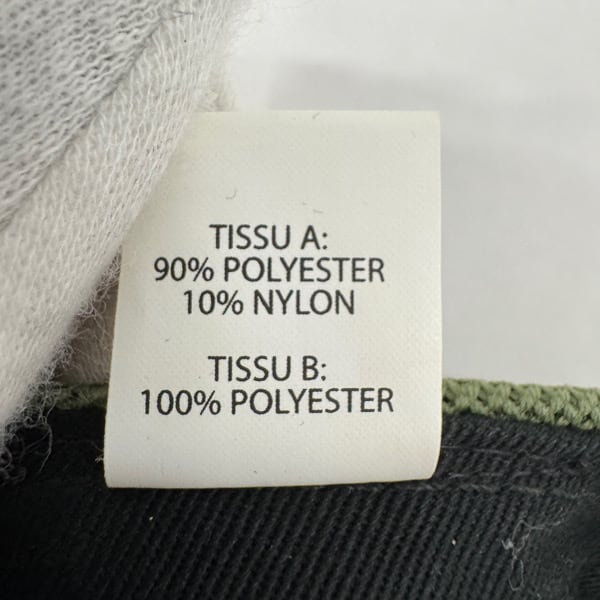 TISSU A:
90% POLYESTER
10% NYLON
TISSU B:
100% POLYESTER